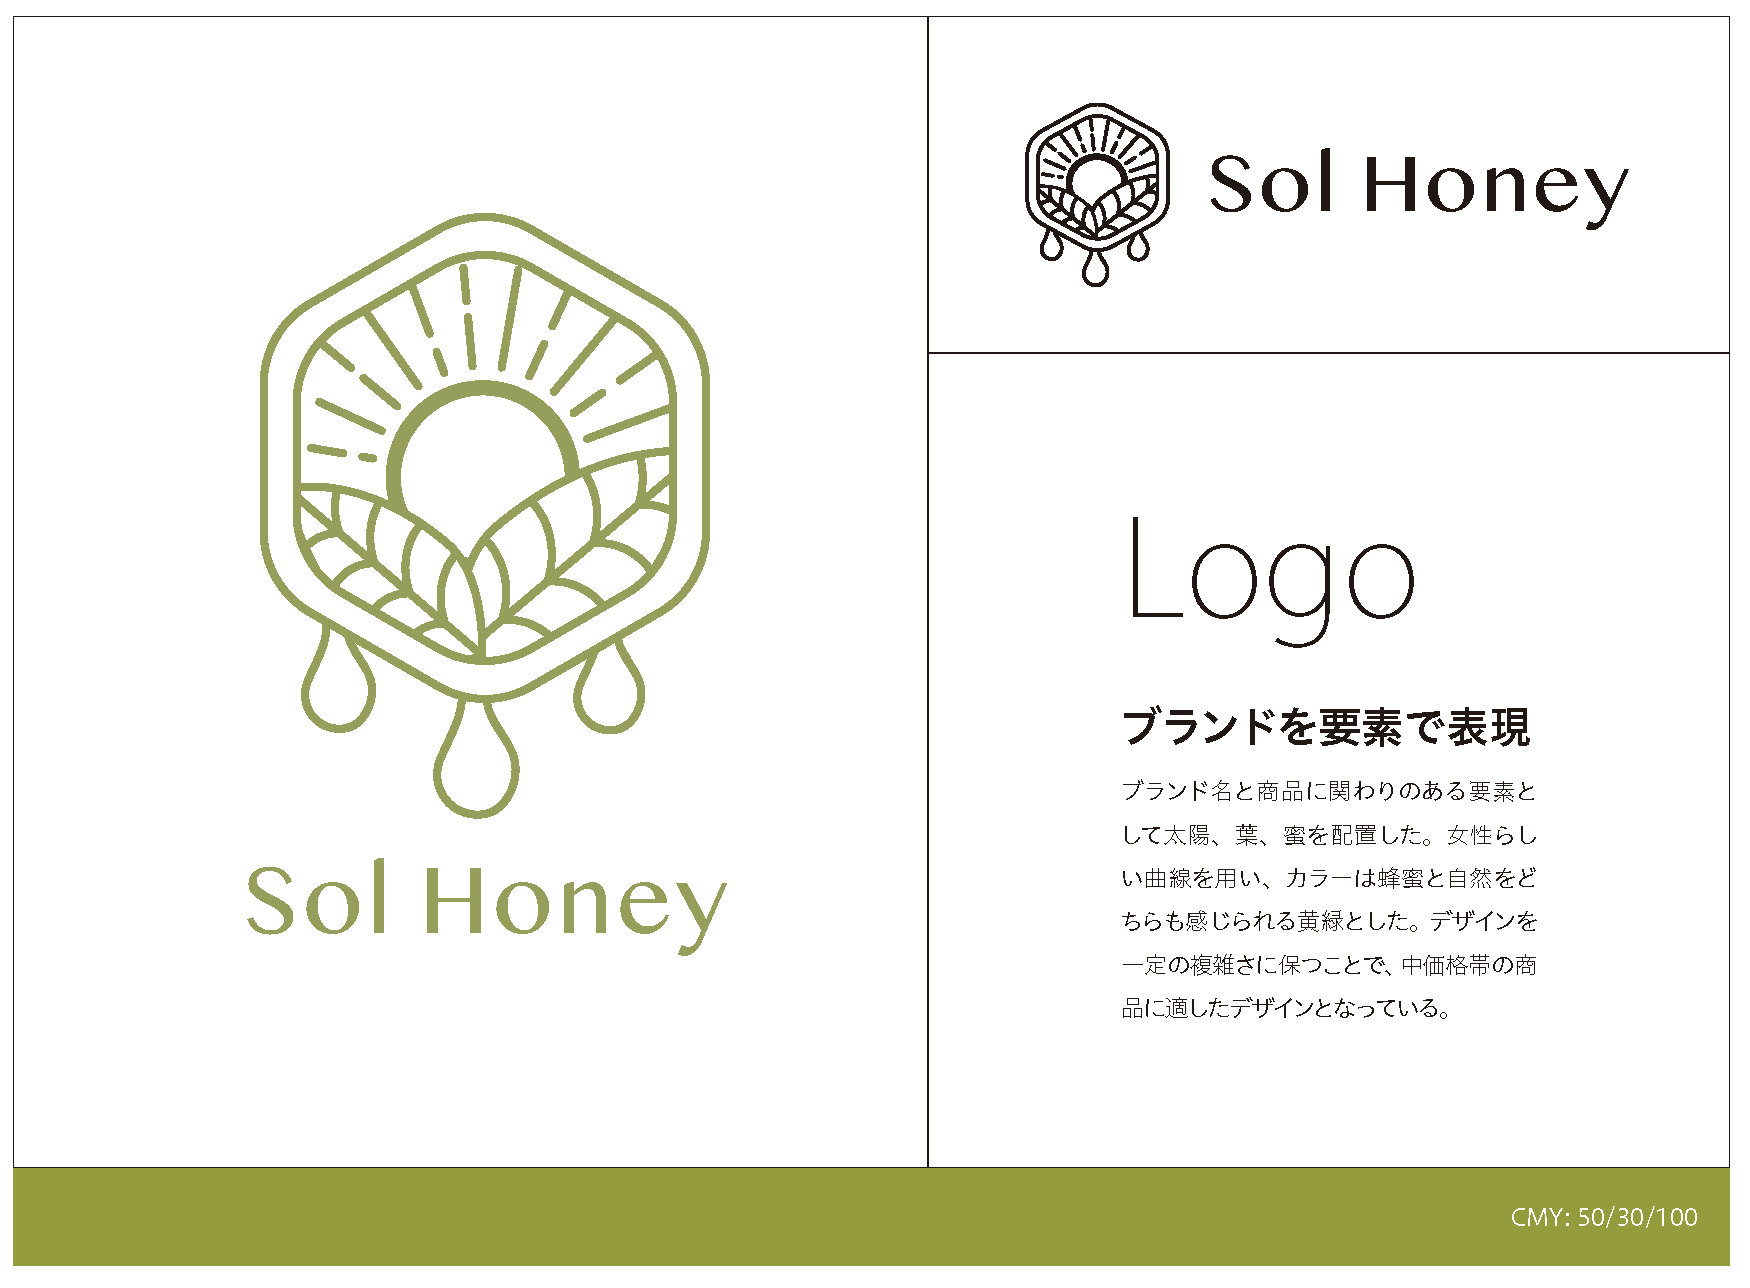 Sol Honey
Sol Honey
Logo
ブランドを要素で表現
ブランド名と商品に関わりのある要素と
して太陽、葉、蜜を配置した。女性らし
い曲線を用い、カラーは蜂蜜と自然をど
ちらも感じられる黄緑とした。デザインを
一定の複雑さに保つことで、中価格帯の商
品に適したデザインとなっている。
CMY: 50/30/100